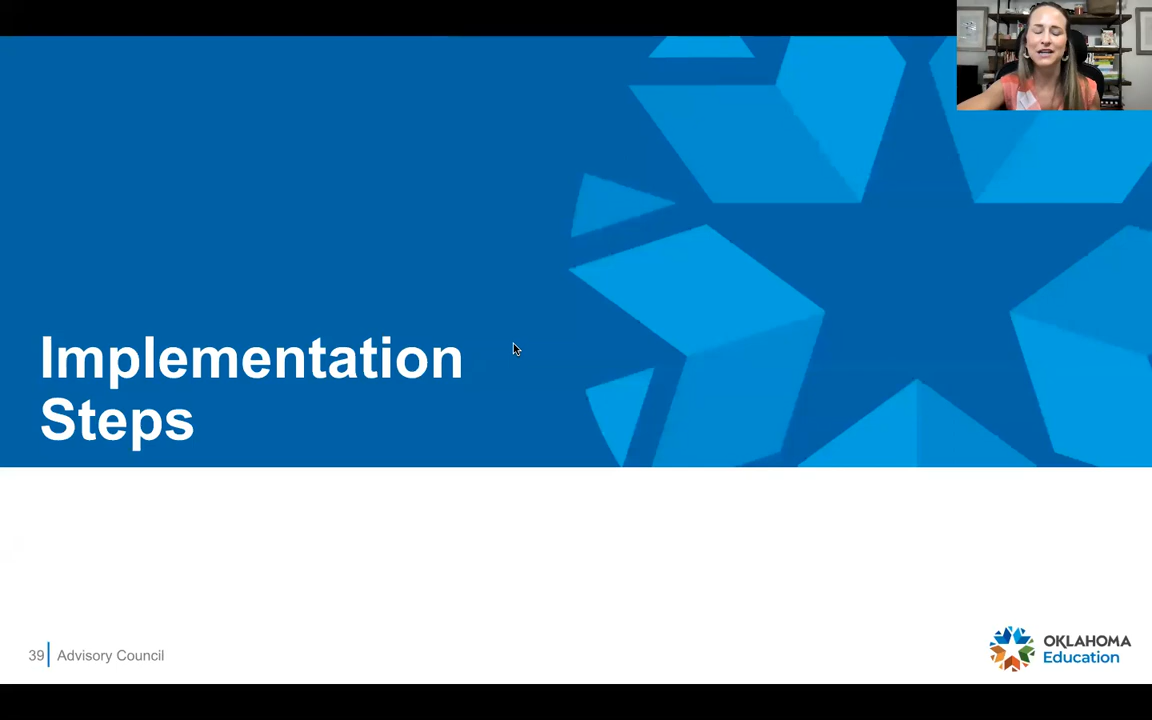 Implementation
Steps
39 Advisory Council
OKLAHOMA
Education